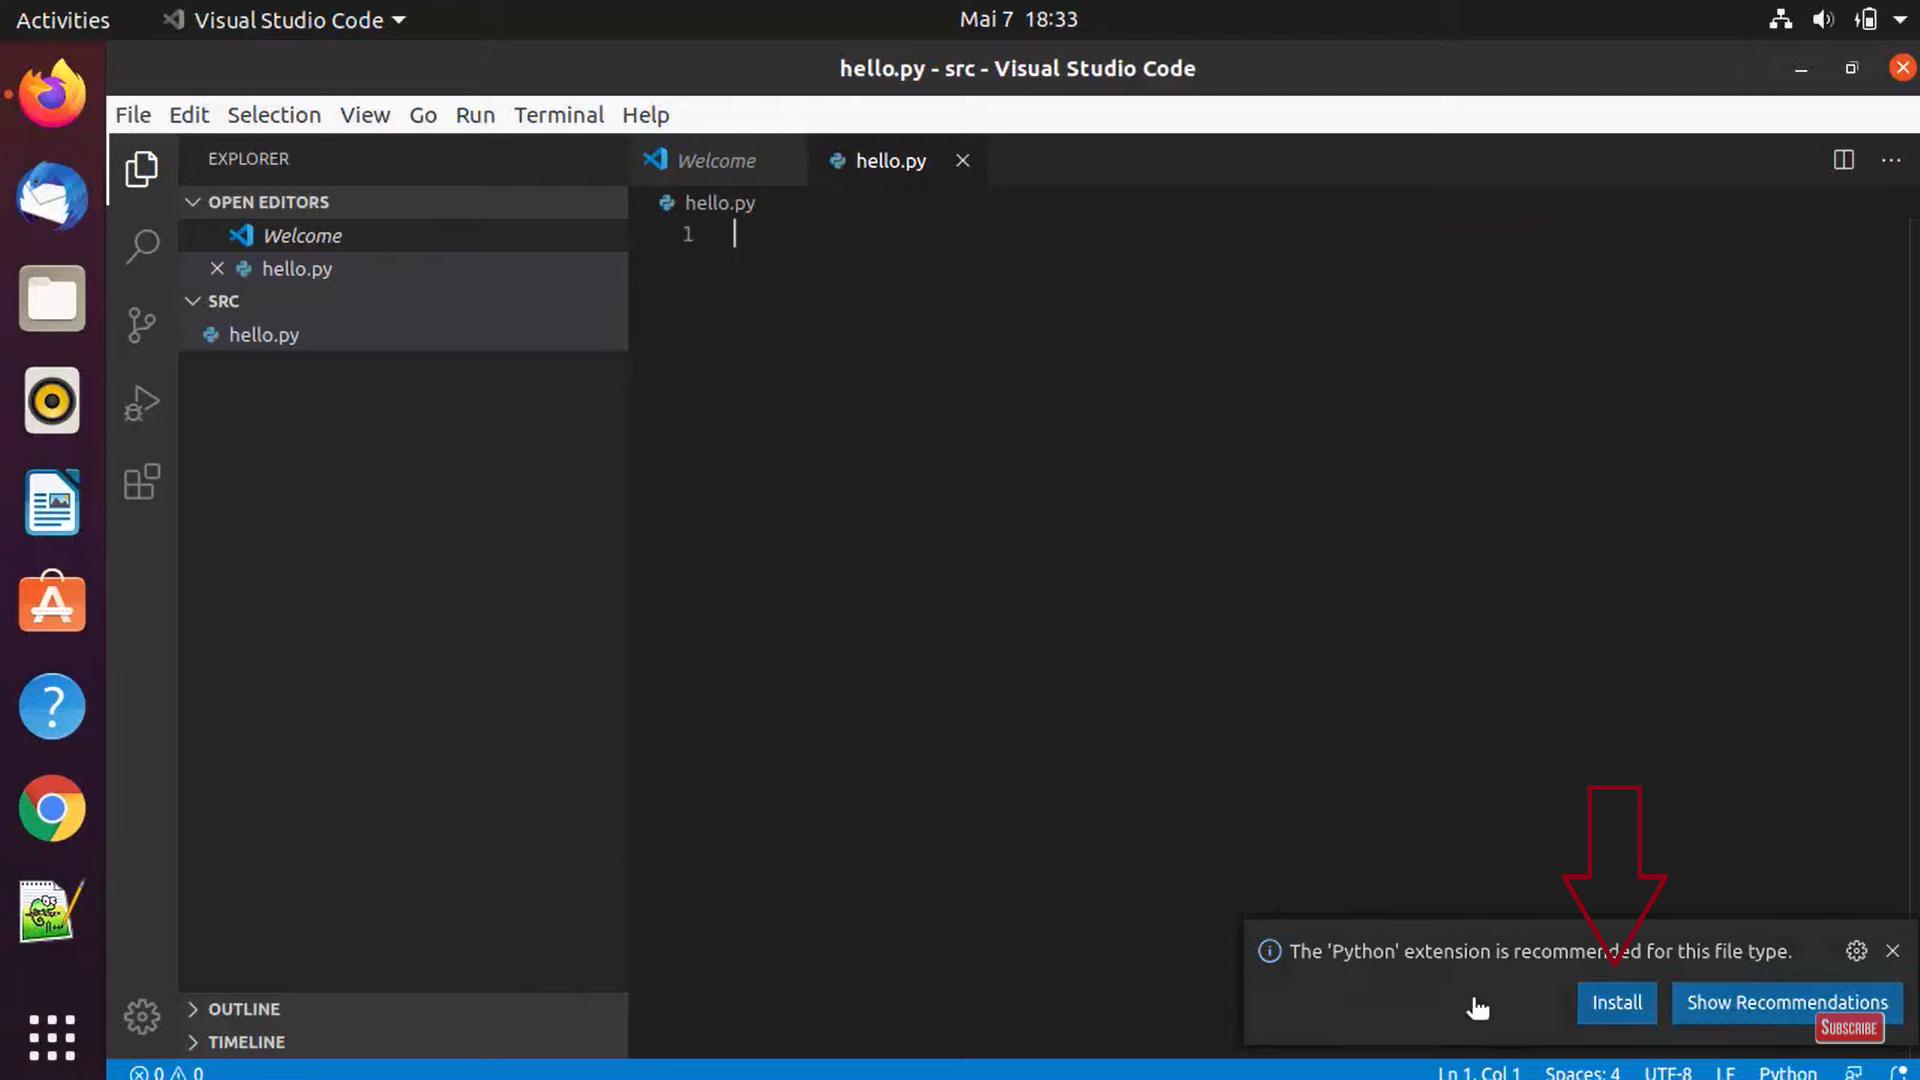 Activities
Visual Studio Code
Mai 7 18:33
hello.py - src - Visual Studio Code
File Edit Selection View Go Run Terminal Help
EXPLORER
OPEN EDITORS
Welcome
hello.py
SRC
hello.py
OUTLINE
TIMELINE
Welcome
hello.py
hello.py
1
The 'Python' extension is recommended for this file type.
Install
Show Recommendations
SUBSCRIBE
0 0
Ln 1, Col 1 Spaces: 4 UTF-8 LF Python